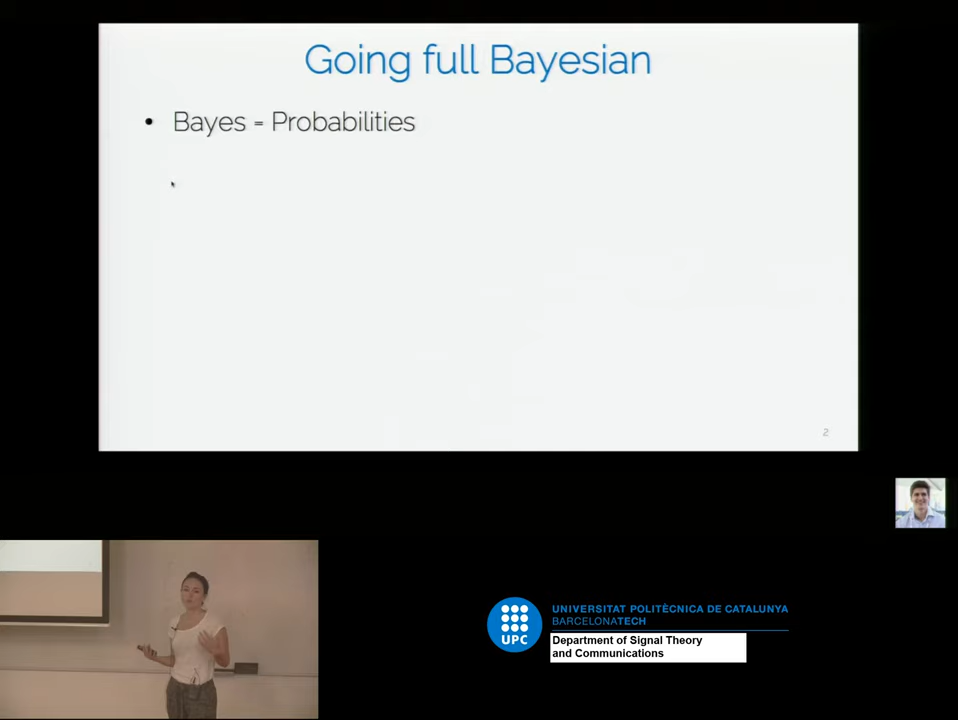 Going full Bayesian
• Bayes = Probabilities
2
UPC
UNIVERSITAT POLITÈCNICA DE CATALUNYA
BARCELONATECH
Department of Signal Theory
and Communications